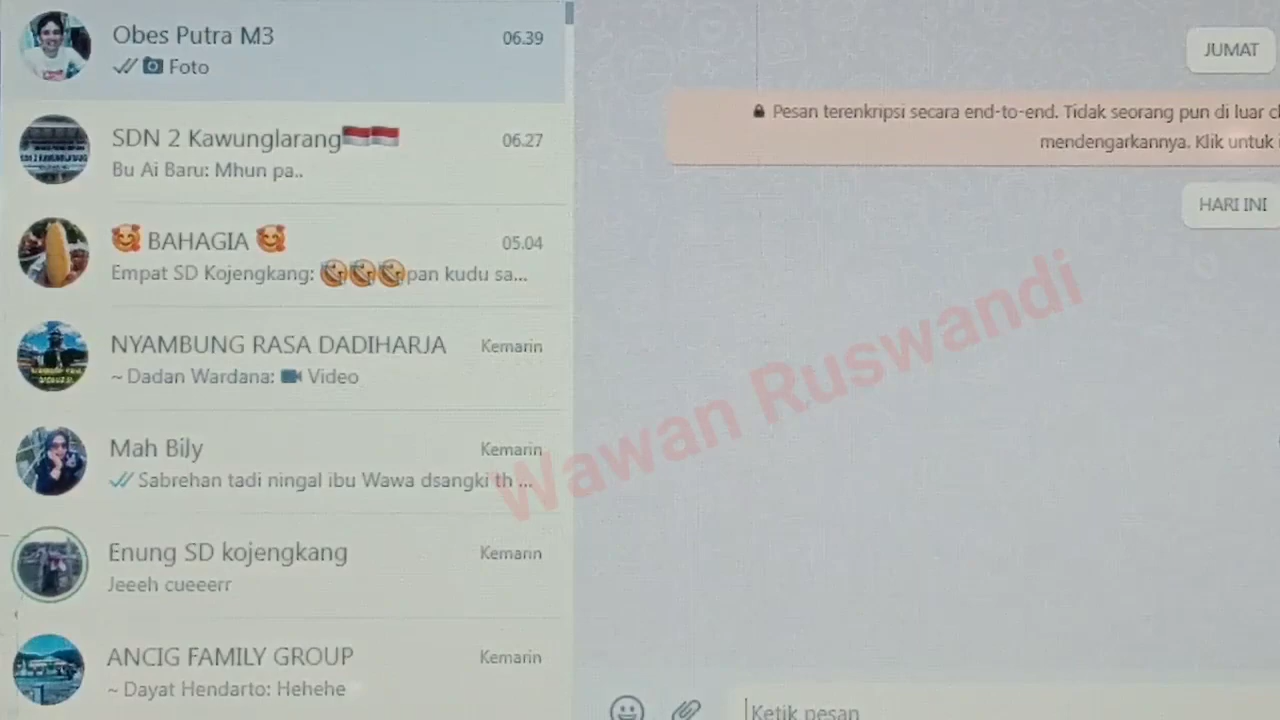 Obes Putra M3
06.39
Foto
SDN 2 Kawunglarang
06.27
Bu Ai Baru: Mhun pa..
BAHAGIA
05.04
Empat SD Kojengkang: pan kudu sa...
NYAMBUNG RASA DADIHARJA
Kemarin
~ Dadan Wardana: Video
Mah Bily
Kemarin
Sabrehan tadi ningal ibu Wawa dsangki th ...
Enung SD kojengkang
Kemarin
Jeeeh cueeerr
ANCIG FAMILY GROUP
Kemarin
~ Dayat Hendarto: Hehehe
JUMAT
Pesan terenkripsi secara end-to-end. Tidak seorang pun di luar
mendengarkannya. Klik untuk
HARI INI
Wawan Ruswandi
Ketik pesan